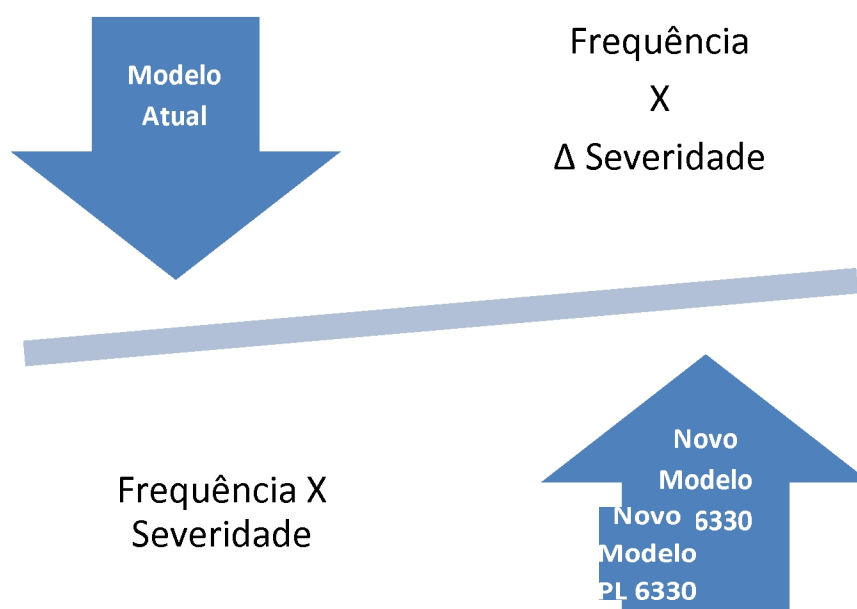 Modelo
Atual
Frequência
X
Δ Severidade
Frequência X
Severidade
Novo
Modelo
6330
Novo
Modelo
PL 6330